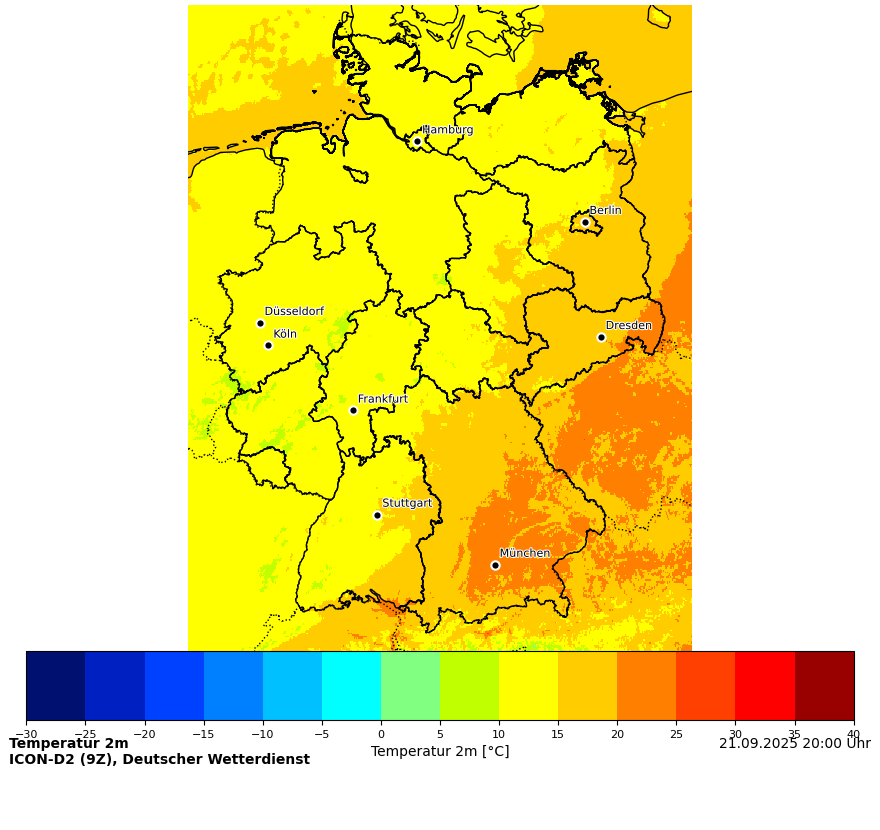 Hamburg
Berlin
Düsseldorf
Köln
Dresden
Frankfurt
Stuttgart
München
−30 −25 −20 −15 −10 −5 0 5 10 15 20 25 30 35 40
Temperatur 2m
Temperatur 2m [°C]
21.09.2025 20:00 Uhr
ICON-D2 (9Z), Deutscher Wetterdienst